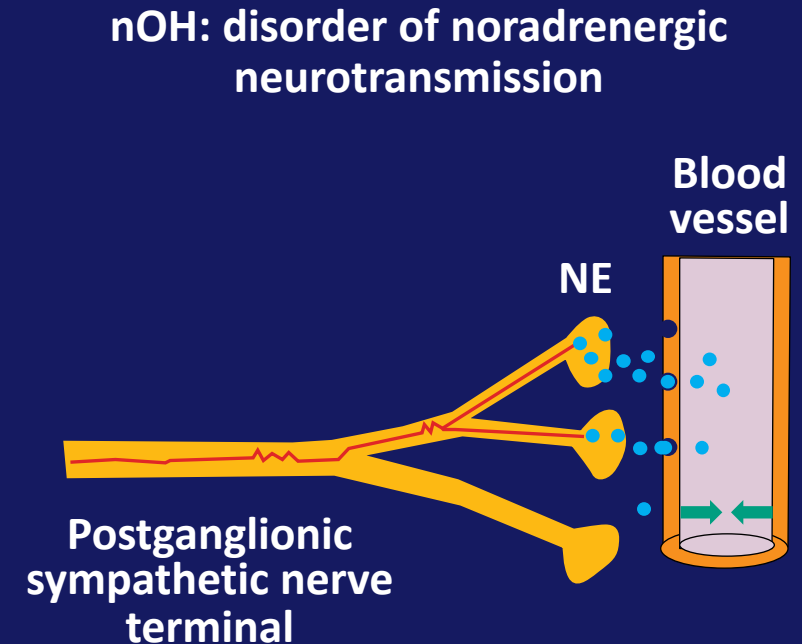 nOH: disorder of noradrenergic
neurotransmission
Blood
vessel
NE
Postganglionic
sympathetic nerve
terminal